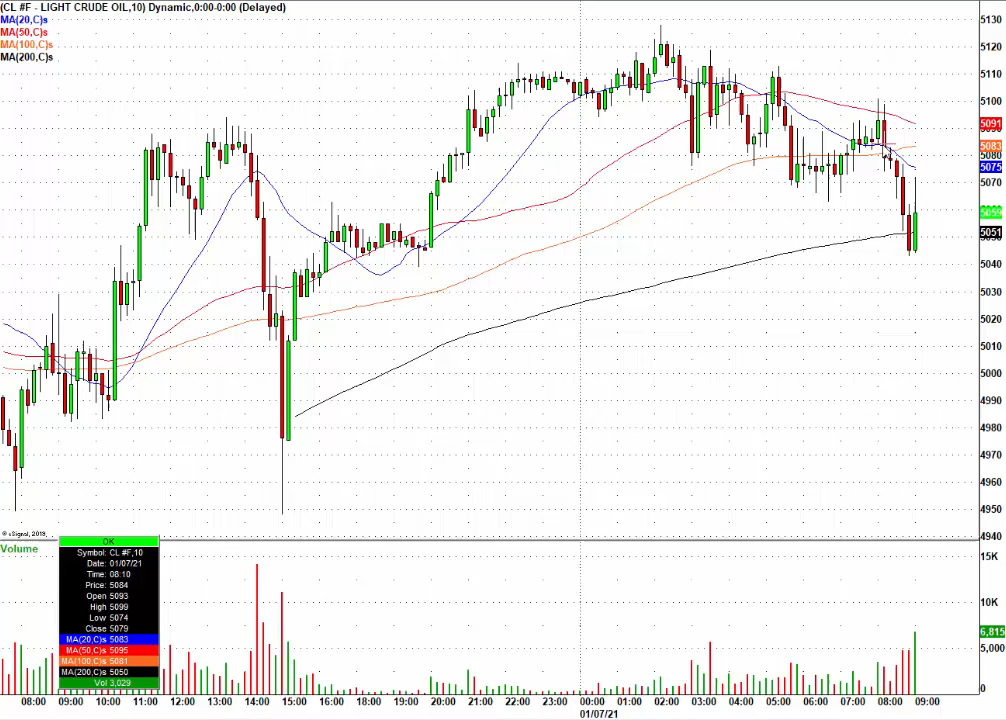 (CL #F - LIGHT CRUDE OIL,10) Dynamic,0:00-0:00 (Delayed)
MA(20,C)s
MA(50,C)s
MA(100,C)s
MA(200,C)s
5130
5120
5110
5100
5091
5090
5083
5080
5075
5070
5059
5051
5040
5030
5020
5010
5000
4990
4980
4970
4960
4950
4940
© eSignal, 2019
Volume
OK
Symbol: CL #F,10
Date: 01/07/21
Time: 08:10
Price: 5084
Open 5093
High 5099
Low 5074
Close 5079
MA(20,C)s 5083
MA(50,C)s 5095
MA(100,C)s 5081
MA(200,C)s 5050
Vol 3,029
15K
10K
6,815
5,000
0
08:00 09:00 10:00 11:00 12:00 13:00 14:00 15:00 16:00 17:00 18:00 19:00 20:00 21:00 22:00 23:00 00:00 01:00 02:00 03:00 04:00 05:00 06:00 07:00 08:00 09:00
01/07/21